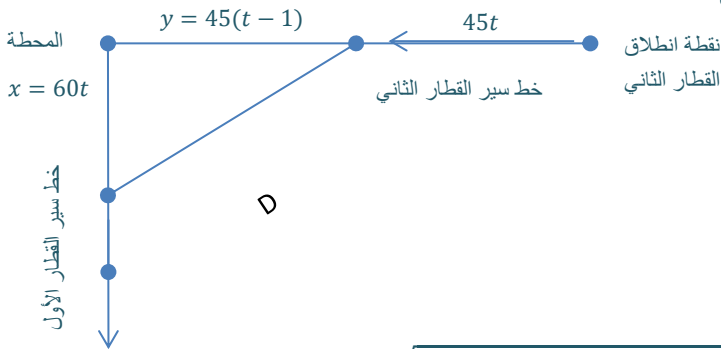 y = 45(t − 1)
45t
المحطة
نقطة انطلاق
القطار الثاني
x = 60t
خط سير القطار الثاني
خط سير القطار الأول
D